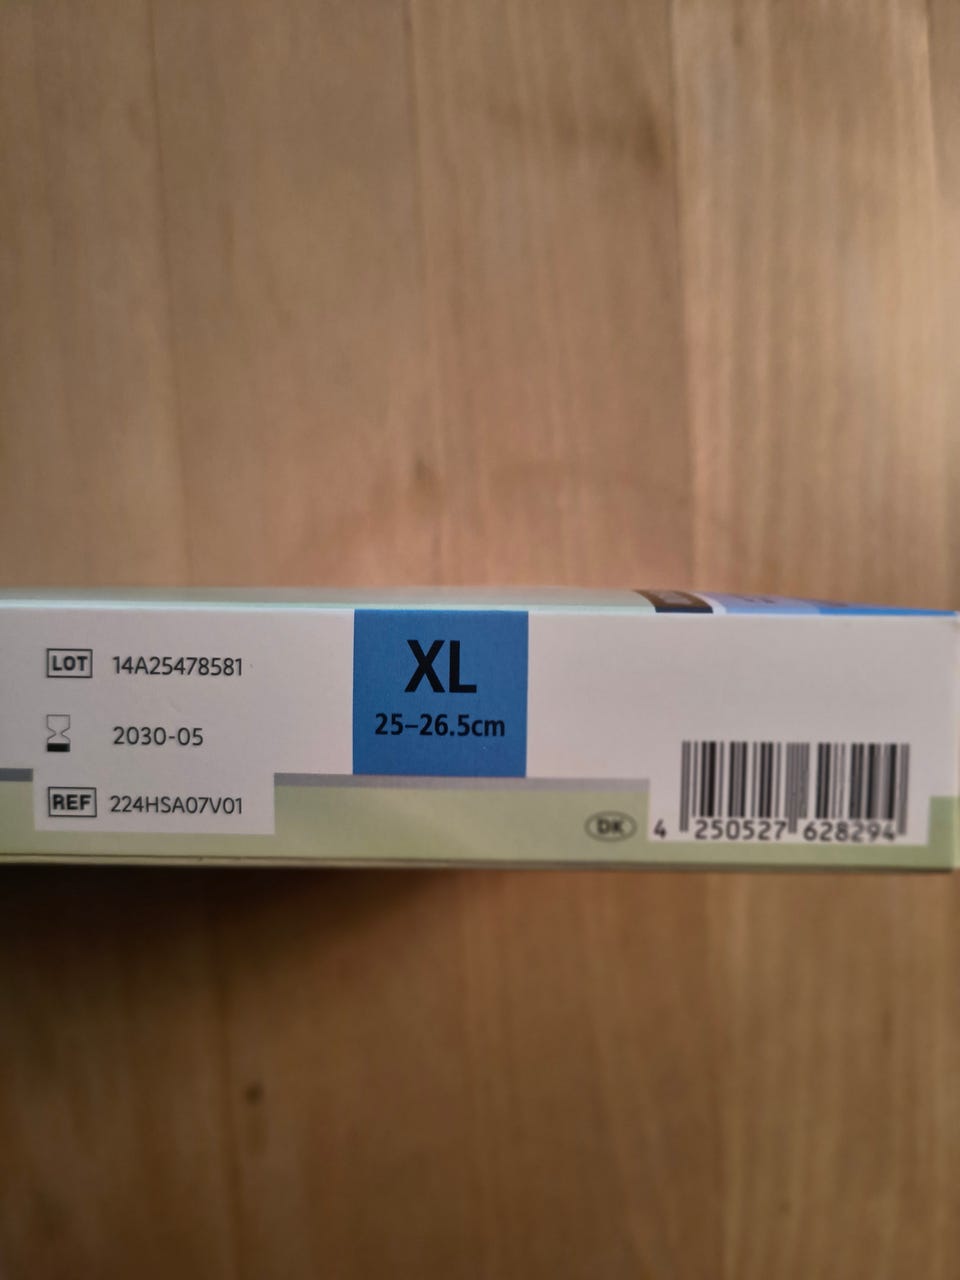 LOT 14A25478581
2030-05
REF 224HSA07V01
XL
25–26.5cm
DK
4 250527 628294